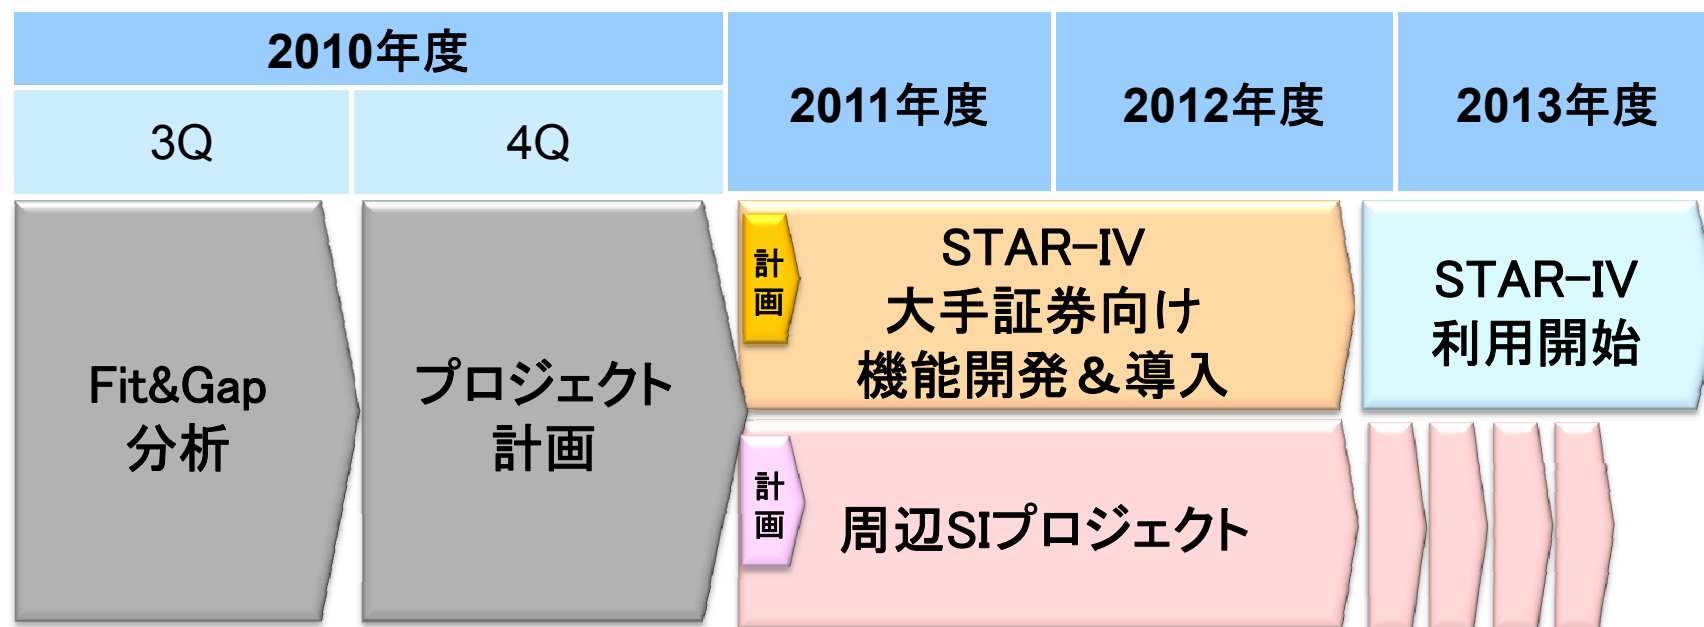 2010年度
2011年度
2012年度
2013年度
3Q
4Q
Fit&Gap
分析
プロジェクト
計画
計
画
STAR-IV
大手証券向け
機能開発＆導入
STAR-IV
利用開始
計
画
周辺SIプロジェクト